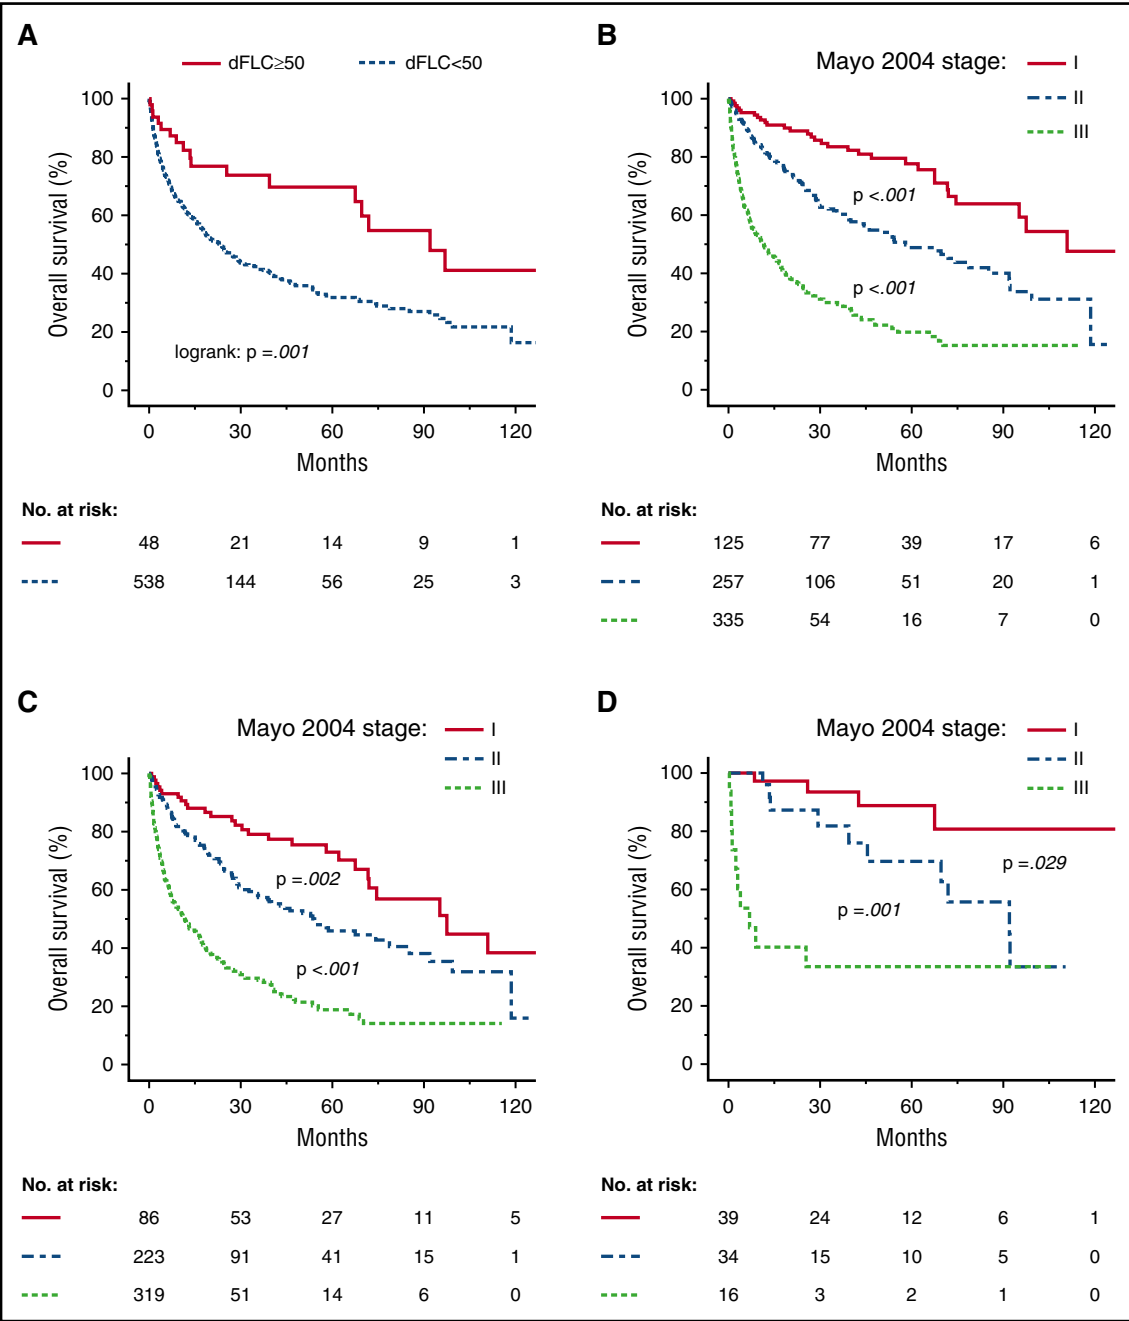 A
dFLC≥50 dFLC<50
100
80
60
40
20
0
Overall survival (%)
logrank: p =.001
0 30 60 90 120
Months
No. at risk:
48 21 14 9 1
538 144 56 25 3
B
Mayo 2004 stage: I
II
III
100
80
60
40
20
0
Overall survival (%)
p <.001
p <.001
0 30 60 90 120
Months
No. at risk:
125 77 39 17 6
257 106 51 20 1
335 54 16 7 0
C
Mayo 2004 stage: I
II
III
100
80
60
40
20
0
Overall survival (%)
p =.002
p <.001
0 30 60 90 120
Months
No. at risk:
86 53 27 11 5
223 91 41 15 1
319 51 14 6 0
D
Mayo 2004 stage: I
II
III
100
80
60
40
20
0
Overall survival (%)
p =.029
p =.001
0 30 60 90 120
Months
No. at risk:
39 24 12 6 1
34 15 10 5 0
16 3 2 1 0